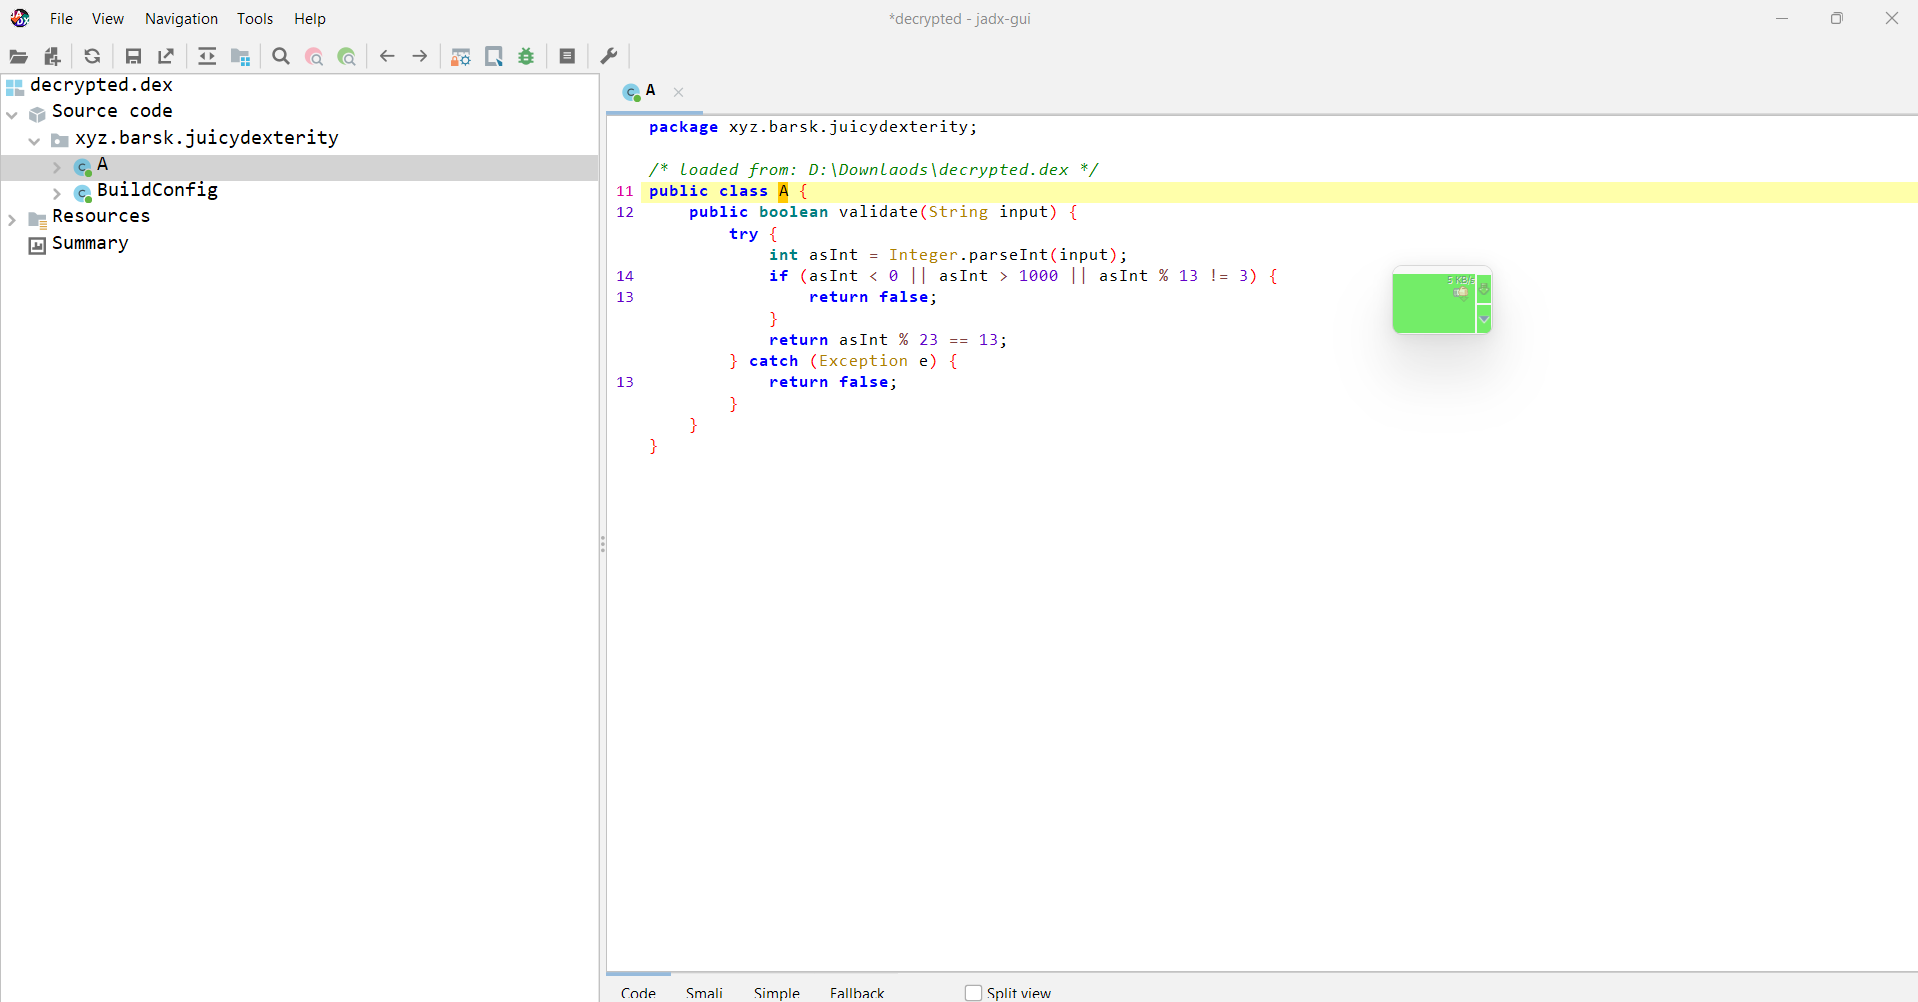 File View Navigation Tools Help
*decrypted - jadx-gui
decrypted.dex
Source code
xyz.barsk.juicydexterity
A
BuildConfig
Resources
Summary
A
package xyz.barsk.juicydexterity;
/* loaded from: D:\Downlaods\decrypted.dex */
11 public class A {
12 public boolean validate(String input) {
try {
int asInt = Integer.parseInt(input);
14 if (asInt < 0 || asInt > 1000 || asInt % 13 != 3) {
13 return false;
}
return asInt % 23 == 13;
} catch (Exception e) {
13 return false;
}
}
}
5 KB/s
Code Smali Simple Fallback Split view